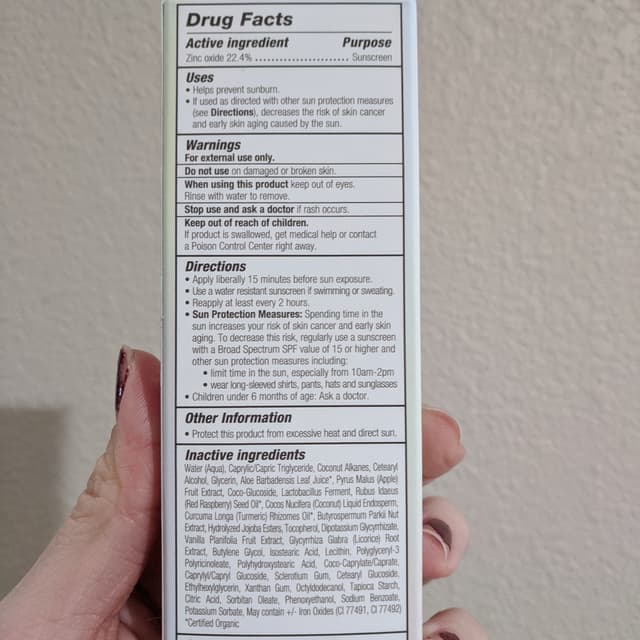 Drug Facts
Active ingredient Purpose
Zinc oxide 22.4% ........................ Sunscreen
Uses
• Helps prevent sunburn.
• If used as directed with other sun protection measures
(see Directions), decreases the risk of skin cancer
and early skin aging caused by the sun.
Warnings
For external use only.
Do not use on damaged or broken skin.
When using this product keep out of eyes.
Rinse with water to remove.
Stop use and ask a doctor if rash occurs.
Keep out of reach of children.
If product is swallowed, get medical help or contact
a Poison Control Center right away.
Directions
• Apply liberally 15 minutes before sun exposure.
• Use a water resistant sunscreen if swimming or sweating.
• Reapply at least every 2 hours.
• Sun Protection Measures: Spending time in the
sun increases your risk of skin cancer and early skin
aging. To decrease this risk, regularly use a sunscreen
with a Broad Spectrum SPF value of 15 or higher and
other sun protection measures including:
• limit time in the sun, especially from 10am-2pm
• wear long-sleeved shirts, pants, hats and sunglasses
• Children under 6 months of age: Ask a doctor.
Other Information
• Protect this product from excessive heat and direct sun.
Inactive ingredients
Water (Aqua), Caprylic/Capric Triglyceride, Coconut Alkanes, Cetearyl
Alcohol, Glycerin, Aloe Barbadensis Leaf Juice*, Pyrus Malus (Apple)
Fruit Extract, Coco-Glucoside, Lactobacillus Ferment, Rubus Idaeus
(Red Raspberry) Seed Oil*, Cocos Nucifera (Coconut) Liquid Endosperm,
Curcuma Longa (Turmeric) Rhizomes Oil*, Butyrospermum Parkii Nut
Extract, Hydrolyzed Jojoba Esters, Tocopherol, Dipotassium Glycyrrhizate,
Vanilla Planifolia Fruit Extract, Glycyrrhiza Glabra (Licorice) Root
Extract, Butylene Glycol, Isostearic Acid, Lecithin, Polyglyceryl-3
Polyricinoleate, Polyhydroxystearic Acid, Coco-Caprylate/Caprate,
Caprylyl/Capryl Glucoside, Sclerotium Gum, Cetearyl Glucoside,
Ethylhexylglycerin, Xanthan Gum, Octyldodecanol, Tapioca Starch,
Citric Acid, Sorbitan Oleate, Phenoxyethanol, Sodium Benzoate,
Potassium Sorbate, May contain +/- Iron Oxides (CI 77491, CI 77492)
*Certified Organic